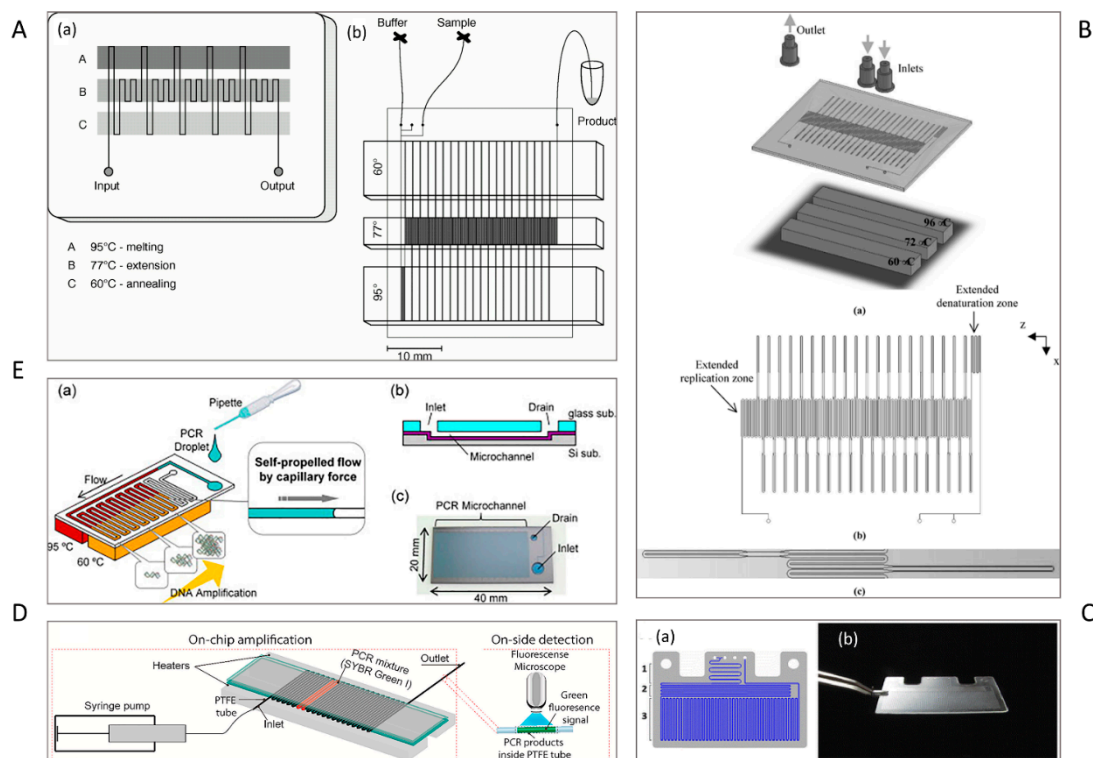 A
(a)
A
B
C
Input
Output
A 95°C - melting
B 77°C - extension
C 60°C - annealing
(b)
Buffer
Sample
Product
60°
77°
95°
10 mm
B
Outlet
Inlets
96 °C
72 °C
60 °C
(a)
Extended
denaturation zone
Extended
replication zone
z
x
(b)
(c)
E
(a)
Pipette
PCR
Droplet
Flow
Self-propelled flow
by capillary force
95 ºC
60 ºC
DNA Amplification
(b)
Inlet
Drain
glass sub.
Microchannel
Si sub.
(c)
PCR Microchannel
Drain
Inlet
20 mm
40 mm
D
On-chip amplification
Heaters
PCR mixture
(SYBR Green I)
Outlet
PTFE
tube
Inlet
Syringe pump
On-side detection
Fluorescense
Microscope
Green
fluoresence
signal
PCR products
inside PTFE tube
C
(a)
1
2
3
(b)